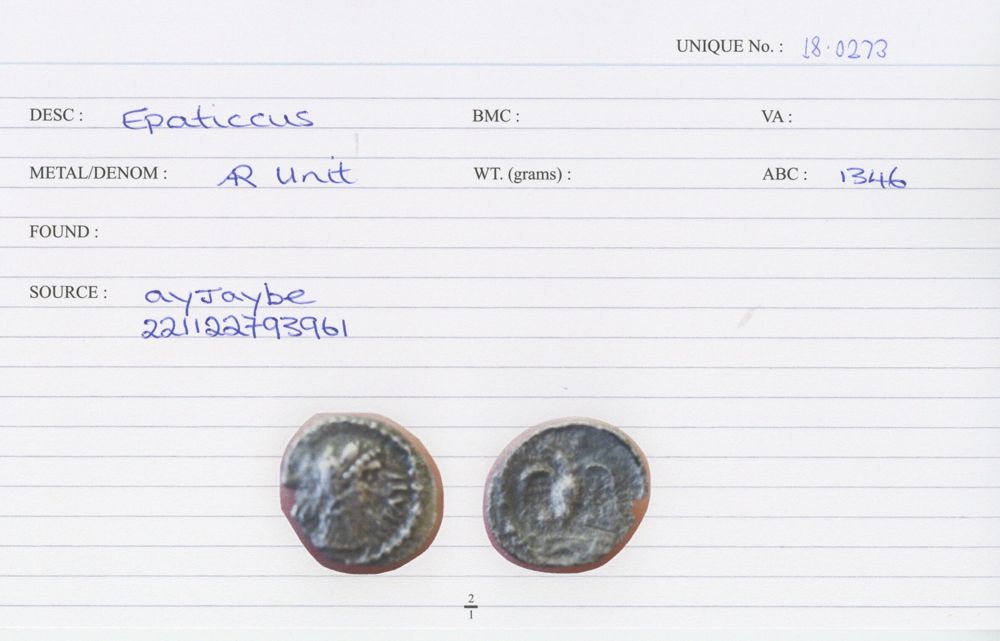 UNIQUE No. : 18.0273
DESC : Epaticcus BMC : VA :
METAL/DENOM : AR Unit WT. (grams) : ABC : 1346
FOUND :
SOURCE : ayJaybe
221122793961
2
1